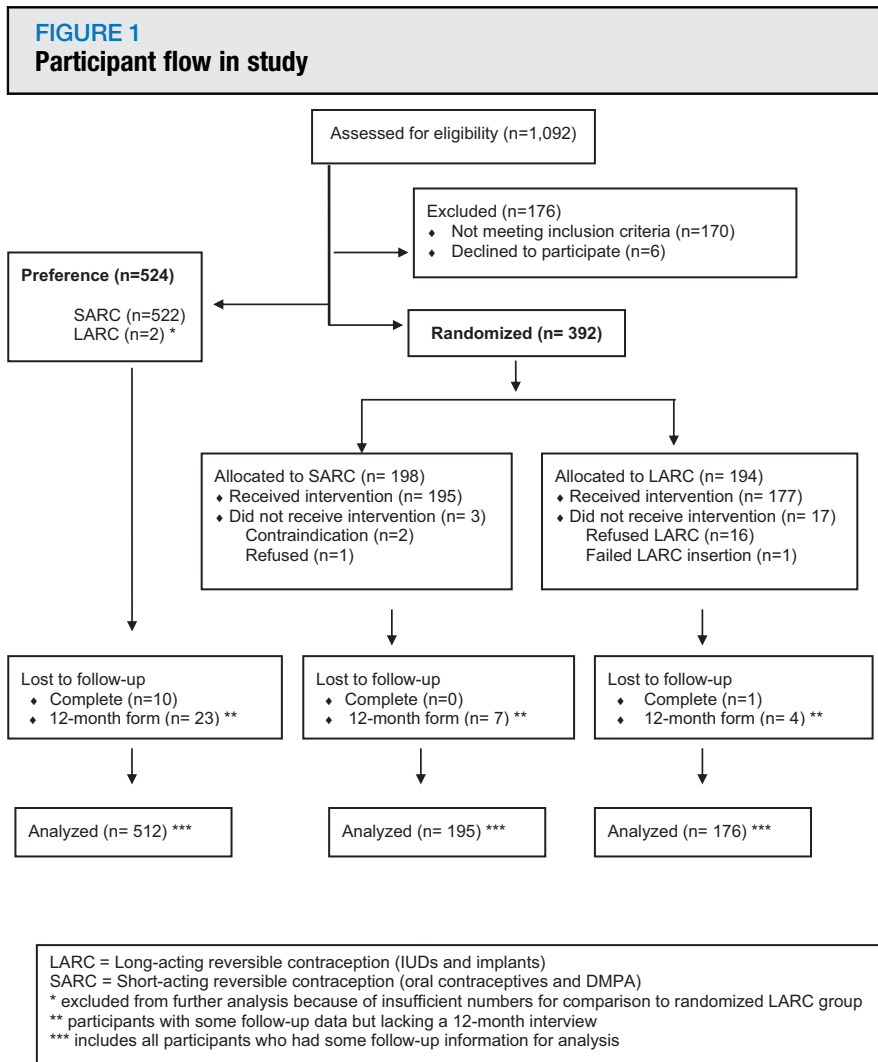 FIGURE 1
Participant flow in study
Assessed for eligibility (n=1,092)
Excluded (n=176)
♦ Not meeting inclusion criteria (n=170)
♦ Declined to participate (n=6)
Preference (n=524)
SARC (n=522)
LARC (n=2) *
Randomized (n= 392)
Allocated to SARC (n= 198)
♦ Received intervention (n= 195)
♦ Did not receive intervention (n= 3)
Contraindication (n=2)
Refused (n=1)
Allocated to LARC (n= 194)
♦ Received intervention (n= 177)
♦ Did not receive intervention (n= 17)
Refused LARC (n=16)
Failed LARC insertion (n=1)
Lost to follow-up
♦ Complete (n=10)
♦ 12-month form (n= 23) **
Lost to follow-up
♦ Complete (n=0)
♦ 12-month form (n= 7) **
Lost to follow-up
♦ Complete (n=1)
♦ 12-month form (n= 4) **
Analyzed (n= 512) ***
Analyzed (n= 195) ***
Analyzed (n= 176) ***
LARC = Long-acting reversible contraception (IUDs and implants)
SARC = Short-acting reversible contraception (oral contraceptives and DMPA)
* excluded from further analysis because of insufficient numbers for comparison to randomized LARC group
** participants with some follow-up data but lacking a 12-month interview
*** includes all participants who had some follow-up information for analysis